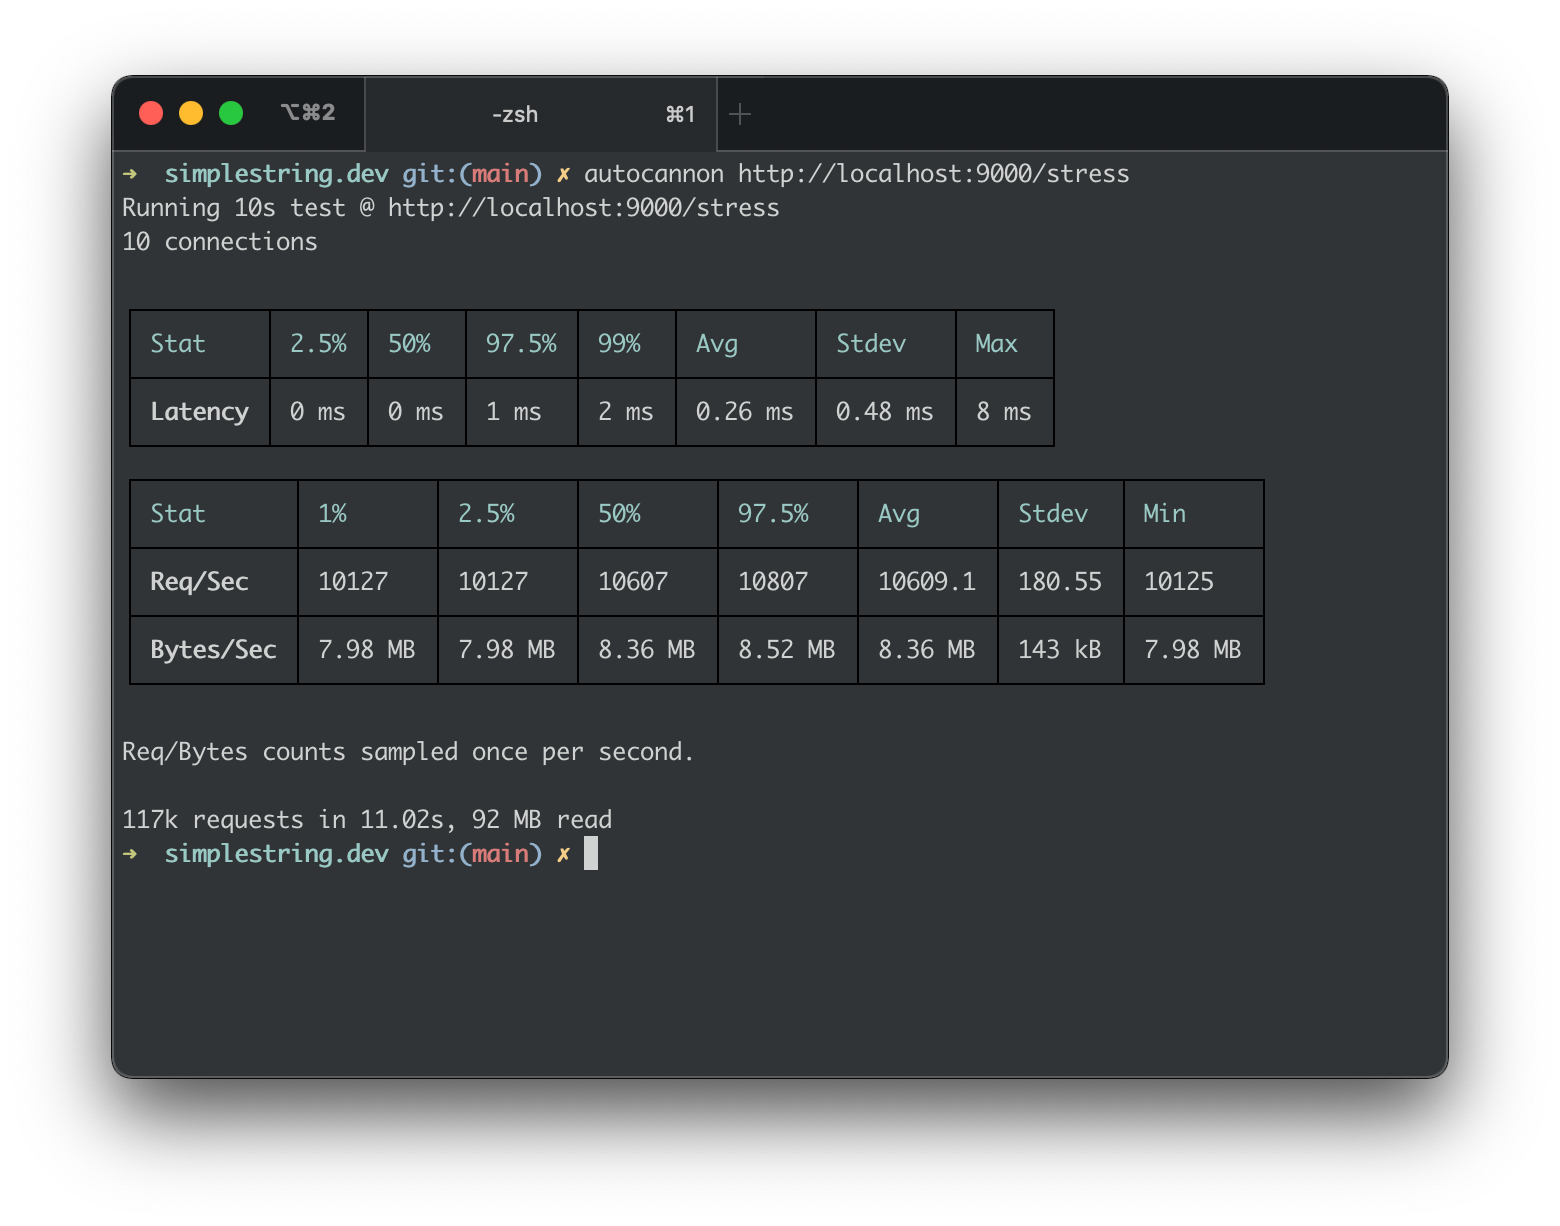 ⌥⌘2 -zsh ⌘1 +
➜ simplestring.dev git:(main) ✗ autocannon http://localhost:9000/stress
Running 10s test @ http://localhost:9000/stress
10 connections
Stat 2.5% 50% 97.5% 99% Avg Stdev Max
Latency 0 ms 0 ms 1 ms 2 ms 0.26 ms 0.48 ms 8 ms
Stat 1% 2.5% 50% 97.5% Avg Stdev Min
Req/Sec 10127 10127 10607 10807 10609.1 180.55 10125
Bytes/Sec 7.98 MB 7.98 MB 8.36 MB 8.52 MB 8.36 MB 143 kB 7.98 MB
Req/Bytes counts sampled once per second.
117k requests in 11.02s, 92 MB read
➜ simplestring.dev git:(main) ✗